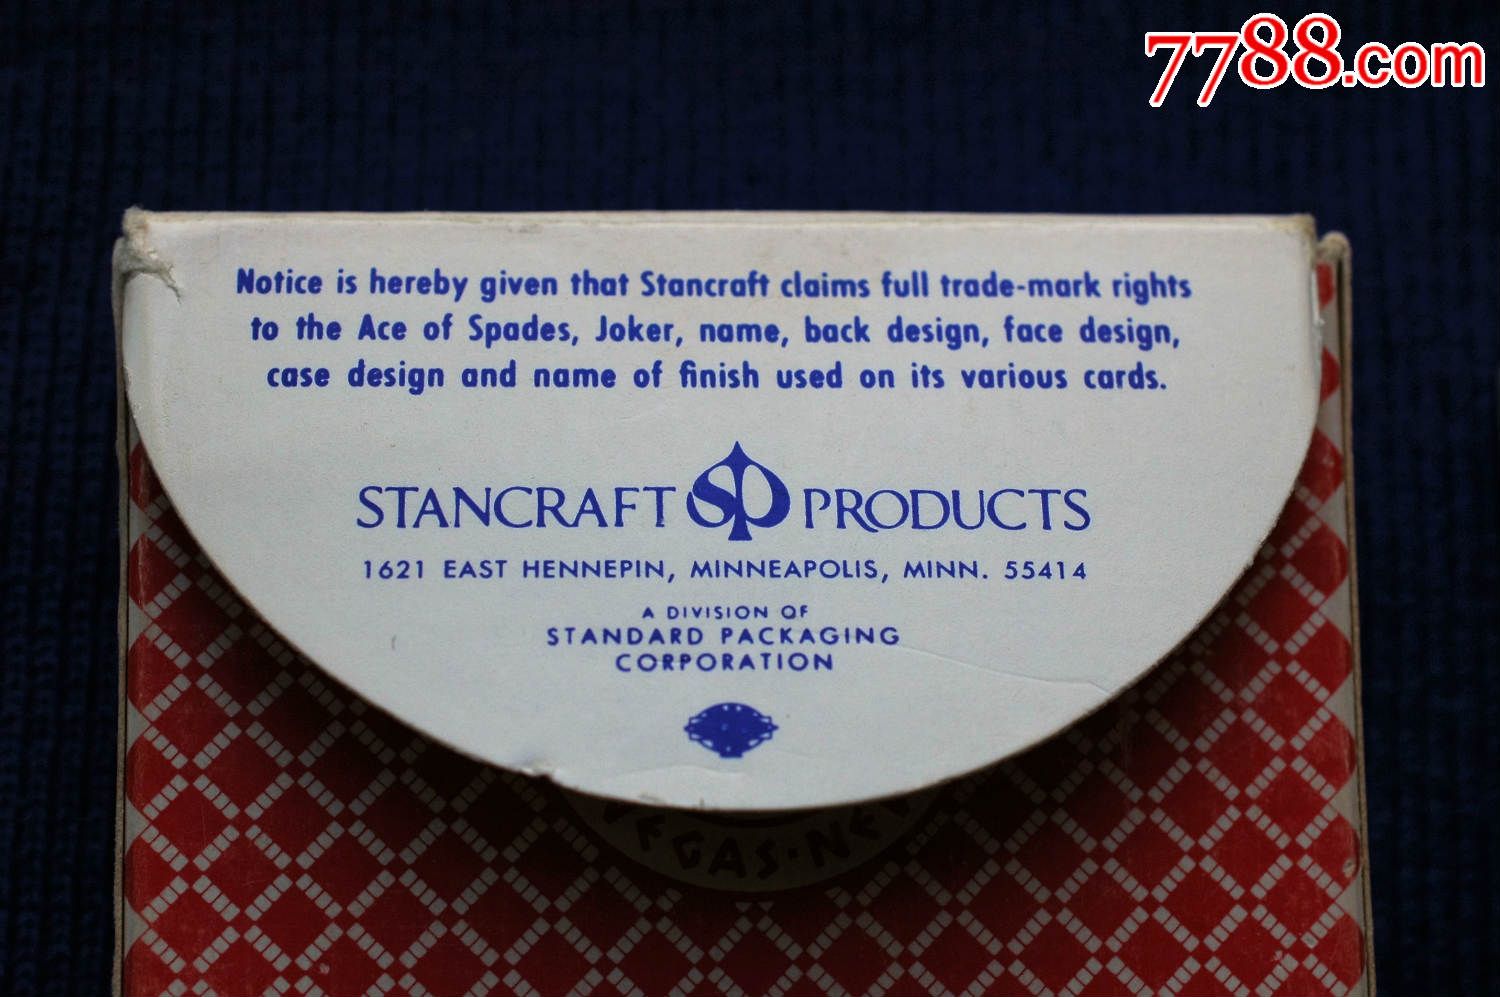 7788.com
Notice is hereby given that Stancraft claims full trade-mark rights
to the Ace of Spades, Joker, name, back design, face design,
case design and name of finish used on its various cards.
STANCRAFT SP PRODUCTS
1621 EAST HENNEPIN, MINNEAPOLIS, MINN. 55414
A DIVISION OF
STANDARD PACKAGING
CORPORATION
VEGAS · NEV